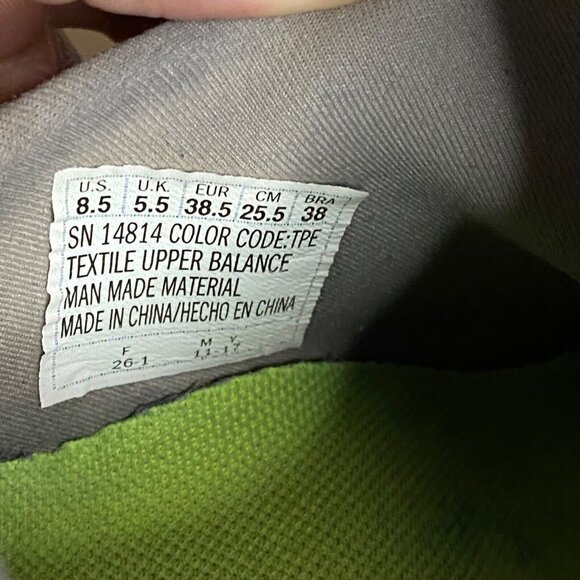 U.S. U.K. EUR CM BRA
8.5 5.5 38.5 25.5 38
SN 14814 COLOR CODE:TPE
TEXTILE UPPER BALANCE
MAN MADE MATERIAL
MADE IN CHINA/HECHO EN CHINA
F M Y
26-1 11-17